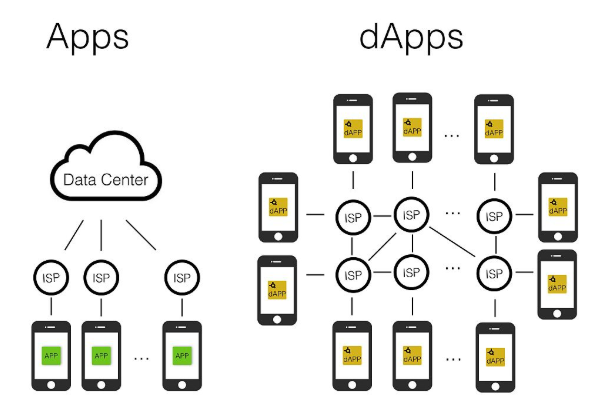 Apps
dApps
Data Center
ISP ISP ISP
APP APP ... APP
dAPP dAPP ... dAPP
dAPP ISP ISP ... ISP dAPP
dAPP ISP ISP ... ISP dAPP
dAPP dAPP ... dAPP